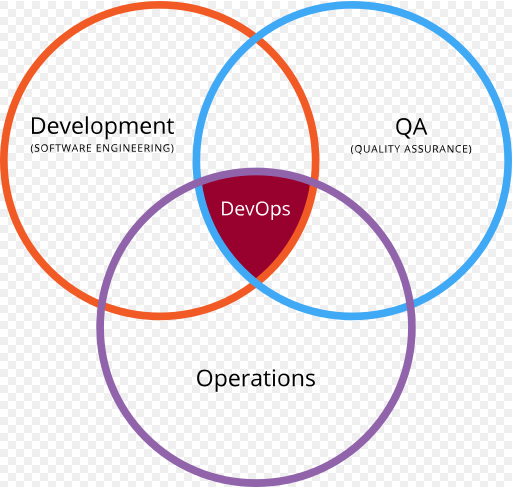 Development
(SOFTWARE ENGINEERING)
QA
(QUALITY ASSURANCE)
DevOps
Operations